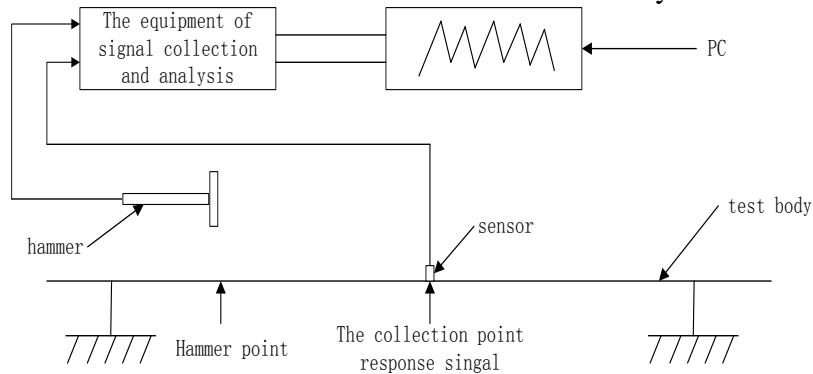 The equipment of
signal collection
and analysis
PC
hammer
sensor
test body
Hammer point
The collection point
response singal